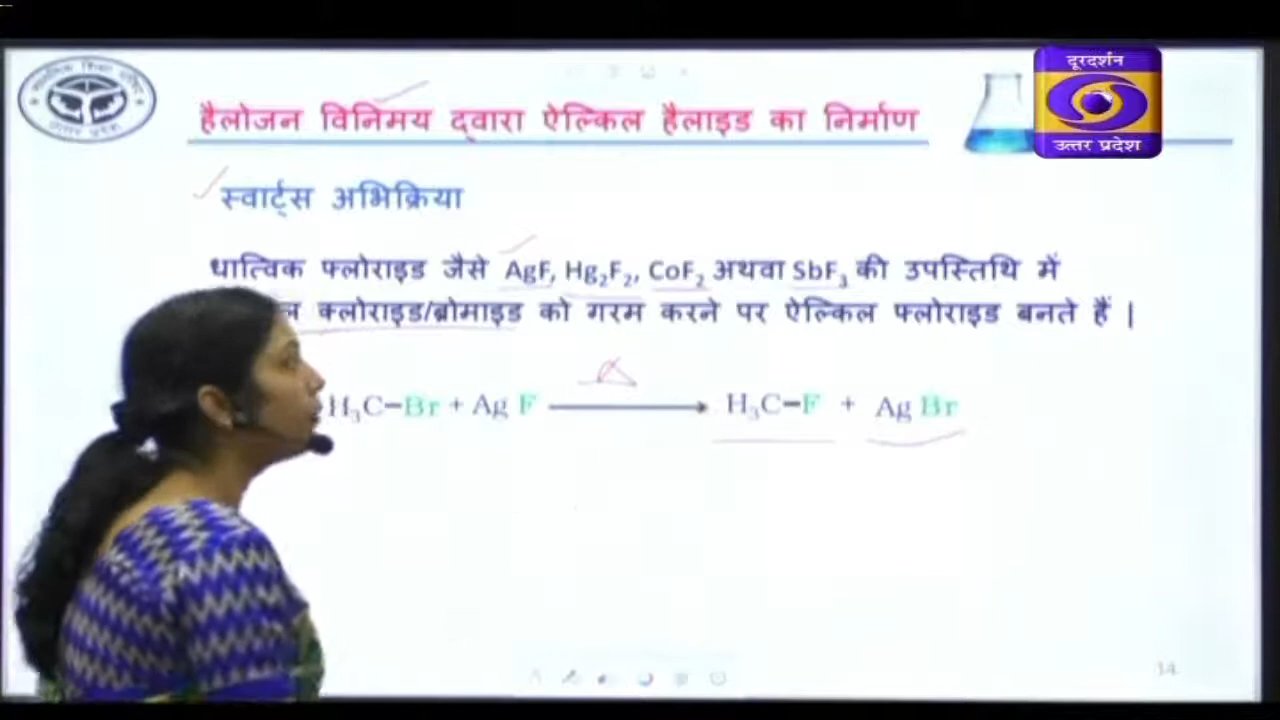 दूरदर्शन
उत्तर प्रदेश
हैलोजन विनिमय द्वारा ऐल्किल हैलाइड का निर्माण
स्वार्ट्स अभिक्रिया
धात्विक फ्लोराइड जैसे AgF, Hg₂F₂, CoF₂ अथवा SbF₃ की उपस्तिथि में
ल क्लोराइड/ब्रोमाइड को गरम करने पर ऐल्किल फ्लोराइड बनते हैं |
Δ
H₃C–Br + Ag F ⟶ H₃C–F + Ag Br
14